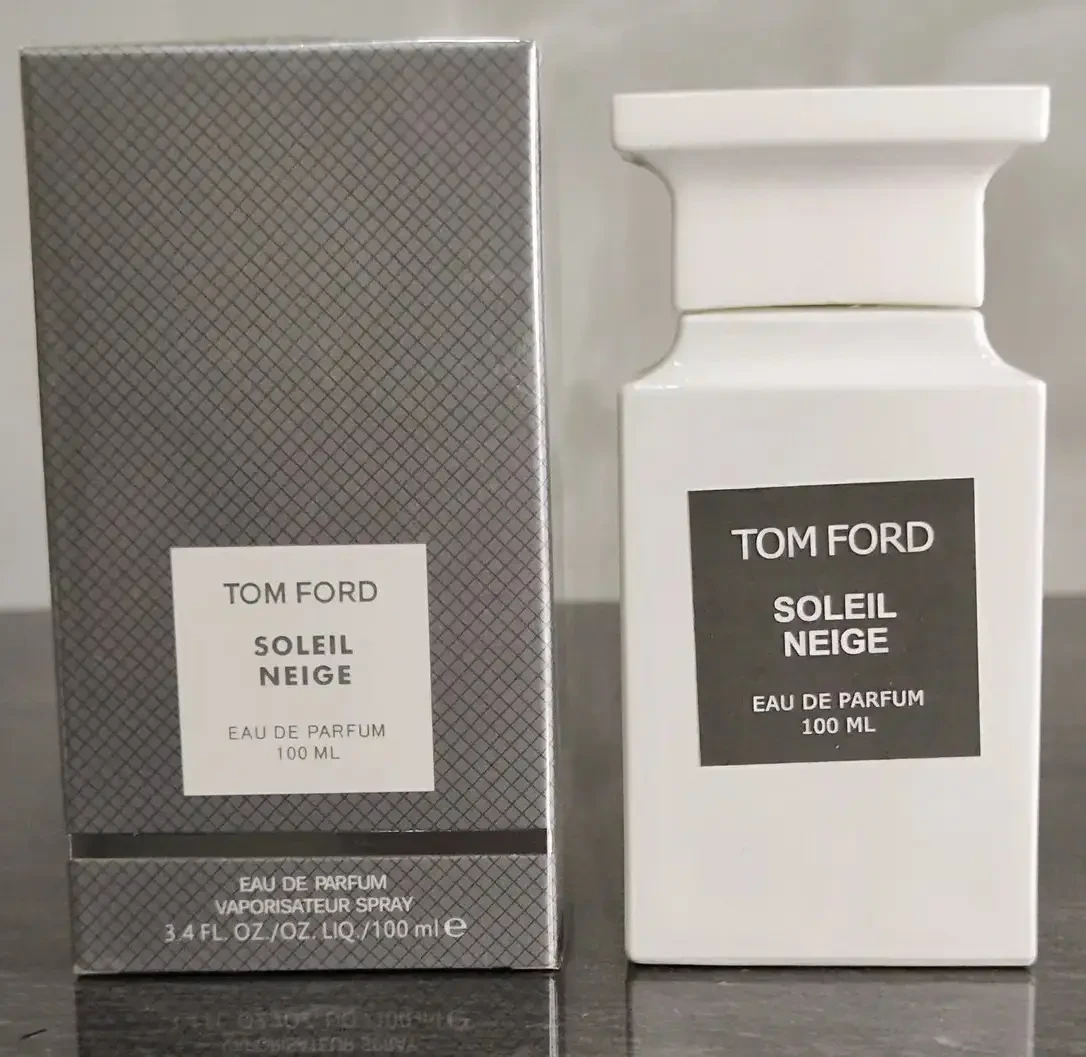 TOM FORD
SOLEIL
NEIGE
EAU DE PARFUM
100 ML
EAU DE PARFUM
VAPORISATEUR SPRAY
3.4 FL. OZ./OZ. LIQ./100 ml e
TOM FORD
SOLEIL
NEIGE
EAU DE PARFUM
100 ML